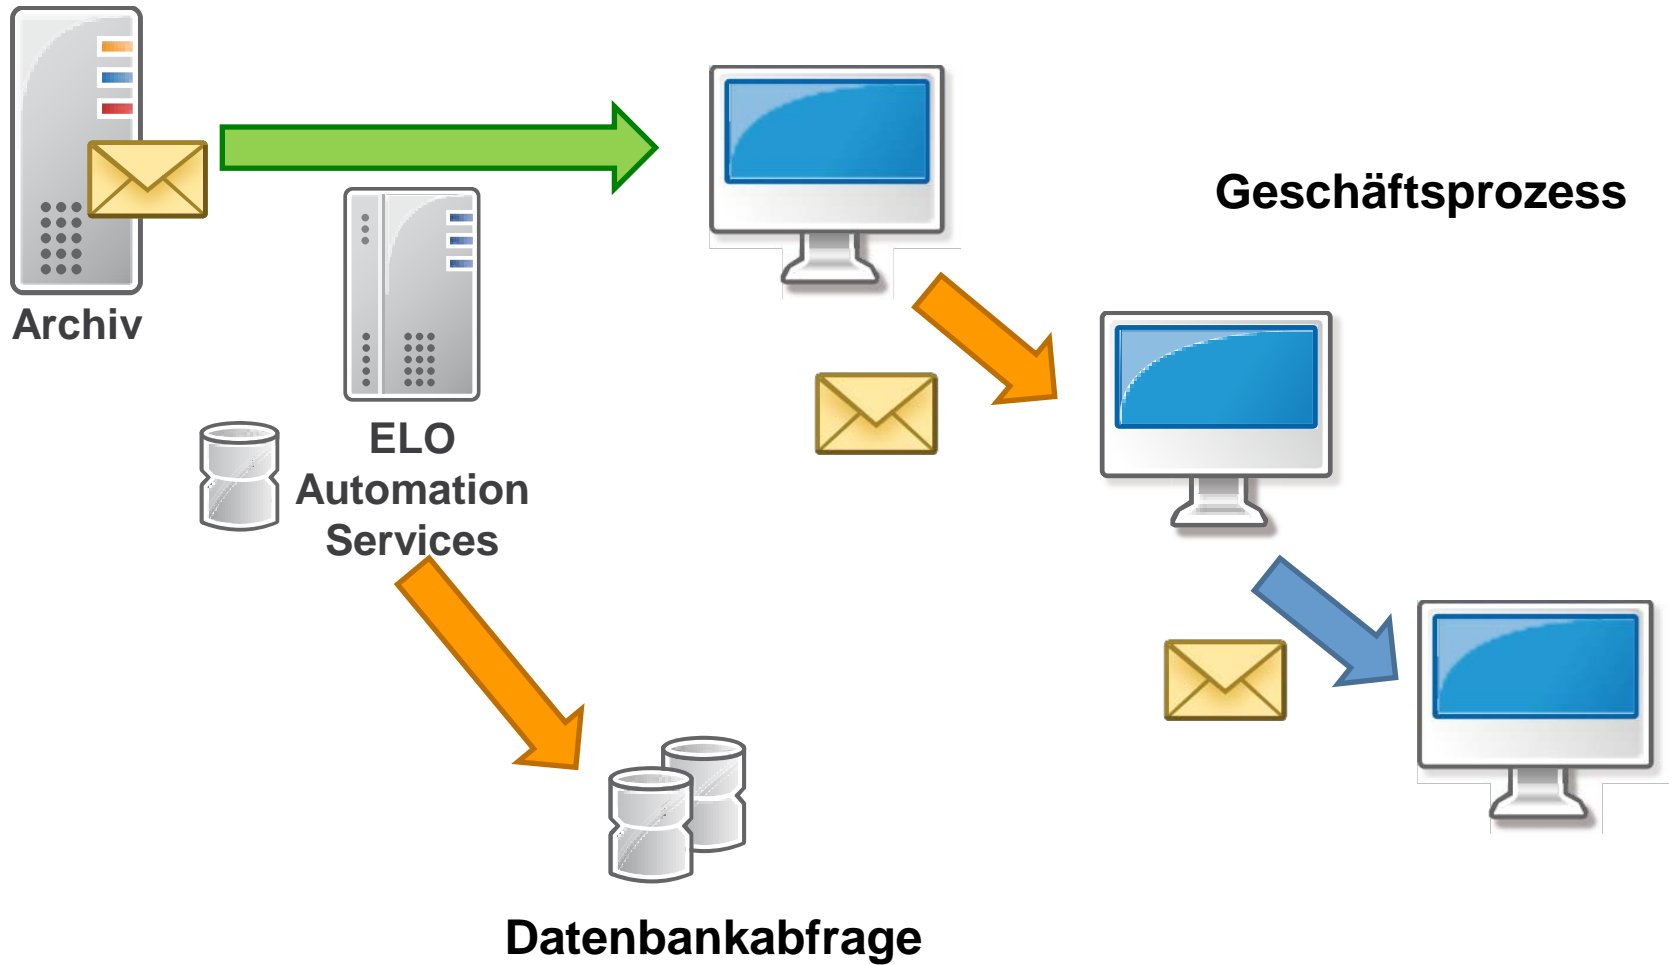 Geschäftsprozess
Archiv
ELO
Automation
Services
Datenbankabfrage